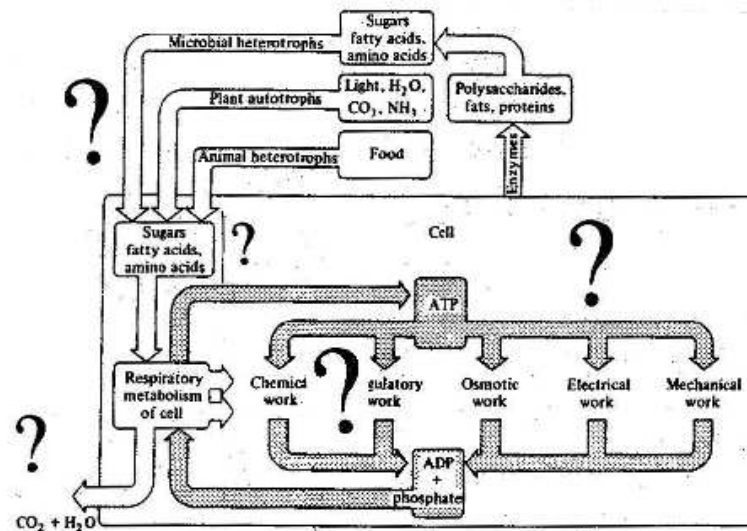 Sugars
fatty acids,
amino acids
Microbial heterotrophs
Light, H₂O,
CO₂, NH₃
Plant autotrophs
Polysaccharides,
fats, proteins
Food
Animal heterotrophs
Enzymes
?
Sugars
fatty acids,
amino acids
?
Cell
?
ATP
Respiratory
metabolism
of cell
Chemical
work
?
gulatory
work
Osmotic
work
Electrical
work
Mechanical
work
?
ADP
+
phosphate
CO₂ + H₂O